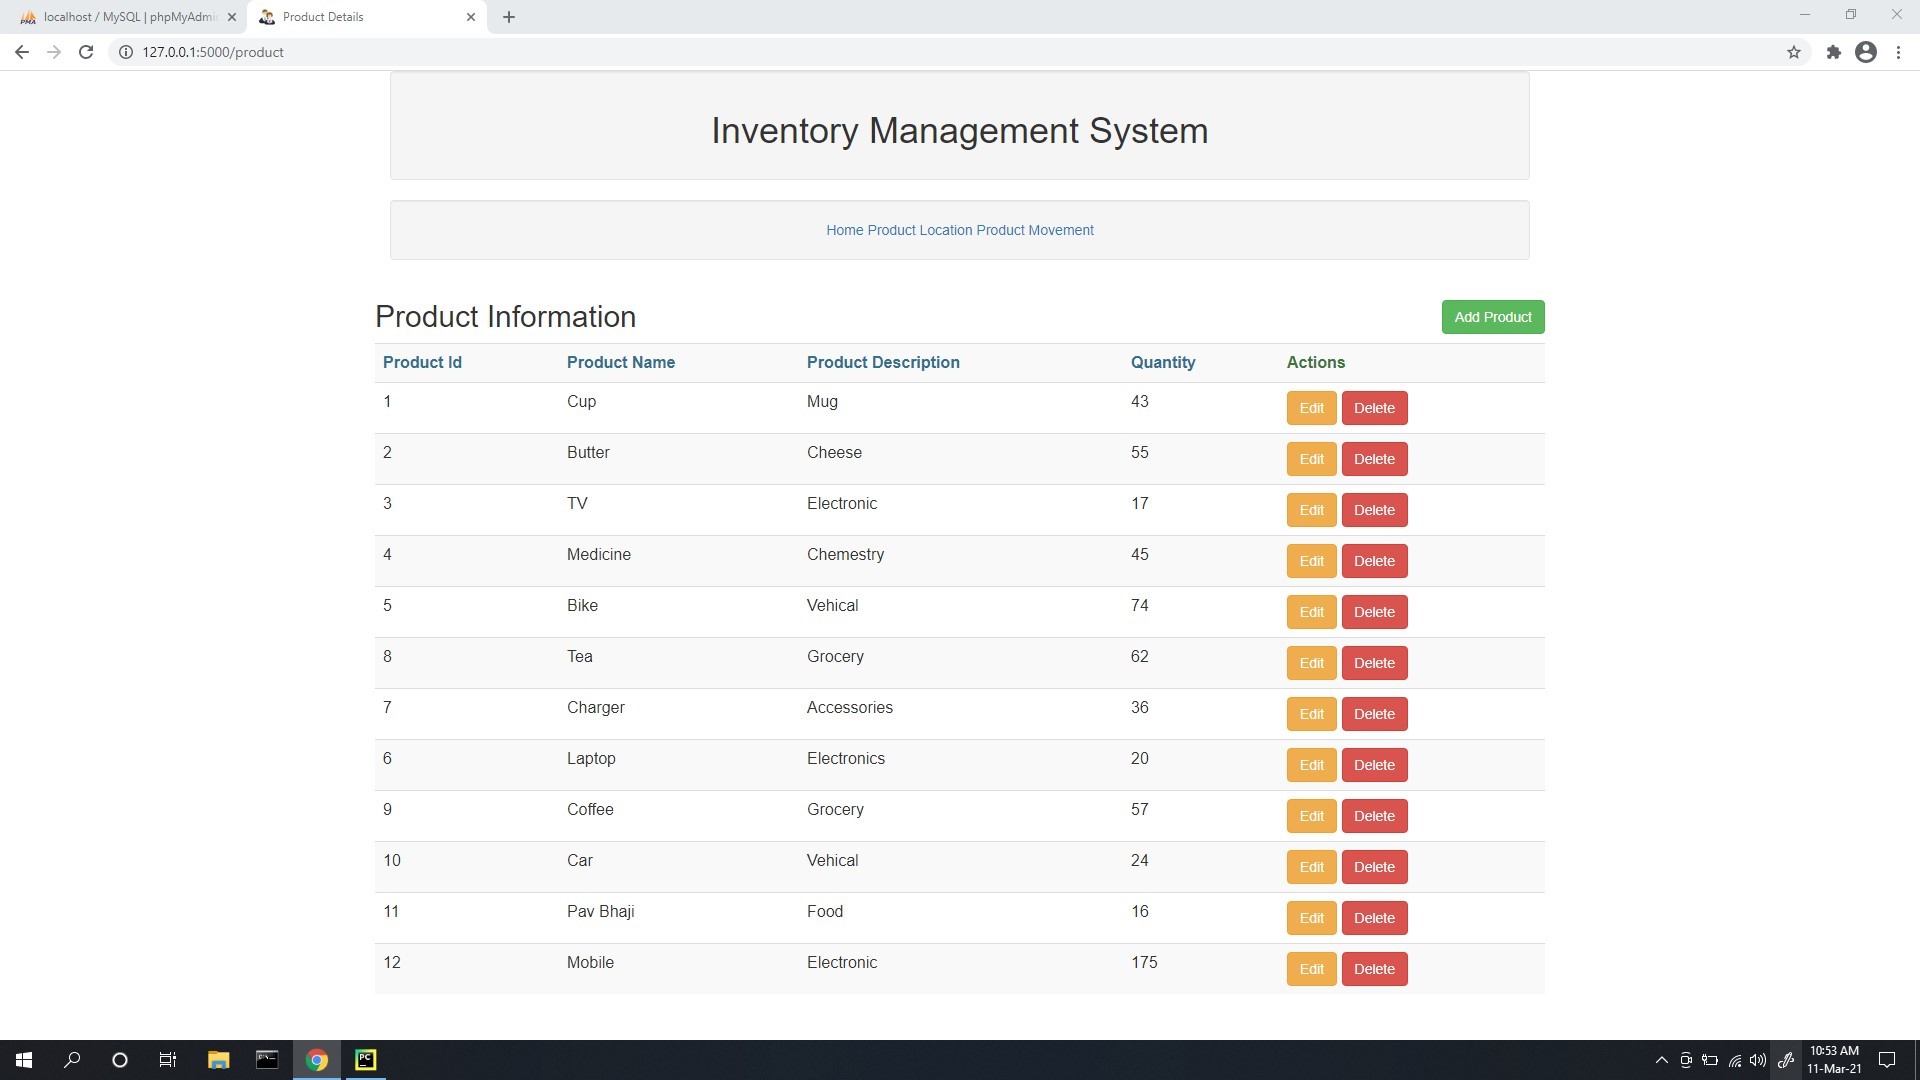 localhost / MySQL | phpMyAdmi
Product Details
127.0.0.1:5000/product
Inventory Management System
Home Product Location Product Movement
Product Information
Add Product
Product Id Product Name Product Description Quantity Actions
1 Cup Mug 43 Edit Delete
2 Butter Cheese 55 Edit Delete
3 TV Electronic 17 Edit Delete
4 Medicine Chemestry 45 Edit Delete
5 Bike Vehical 74 Edit Delete
8 Tea Grocery 62 Edit Delete
7 Charger Accessories 36 Edit Delete
6 Laptop Electronics 20 Edit Delete
9 Coffee Grocery 57 Edit Delete
10 Car Vehical 24 Edit Delete
11 Pav Bhaji Food 16 Edit Delete
12 Mobile Electronic 175 Edit Delete
10:53 AM
11-Mar-21